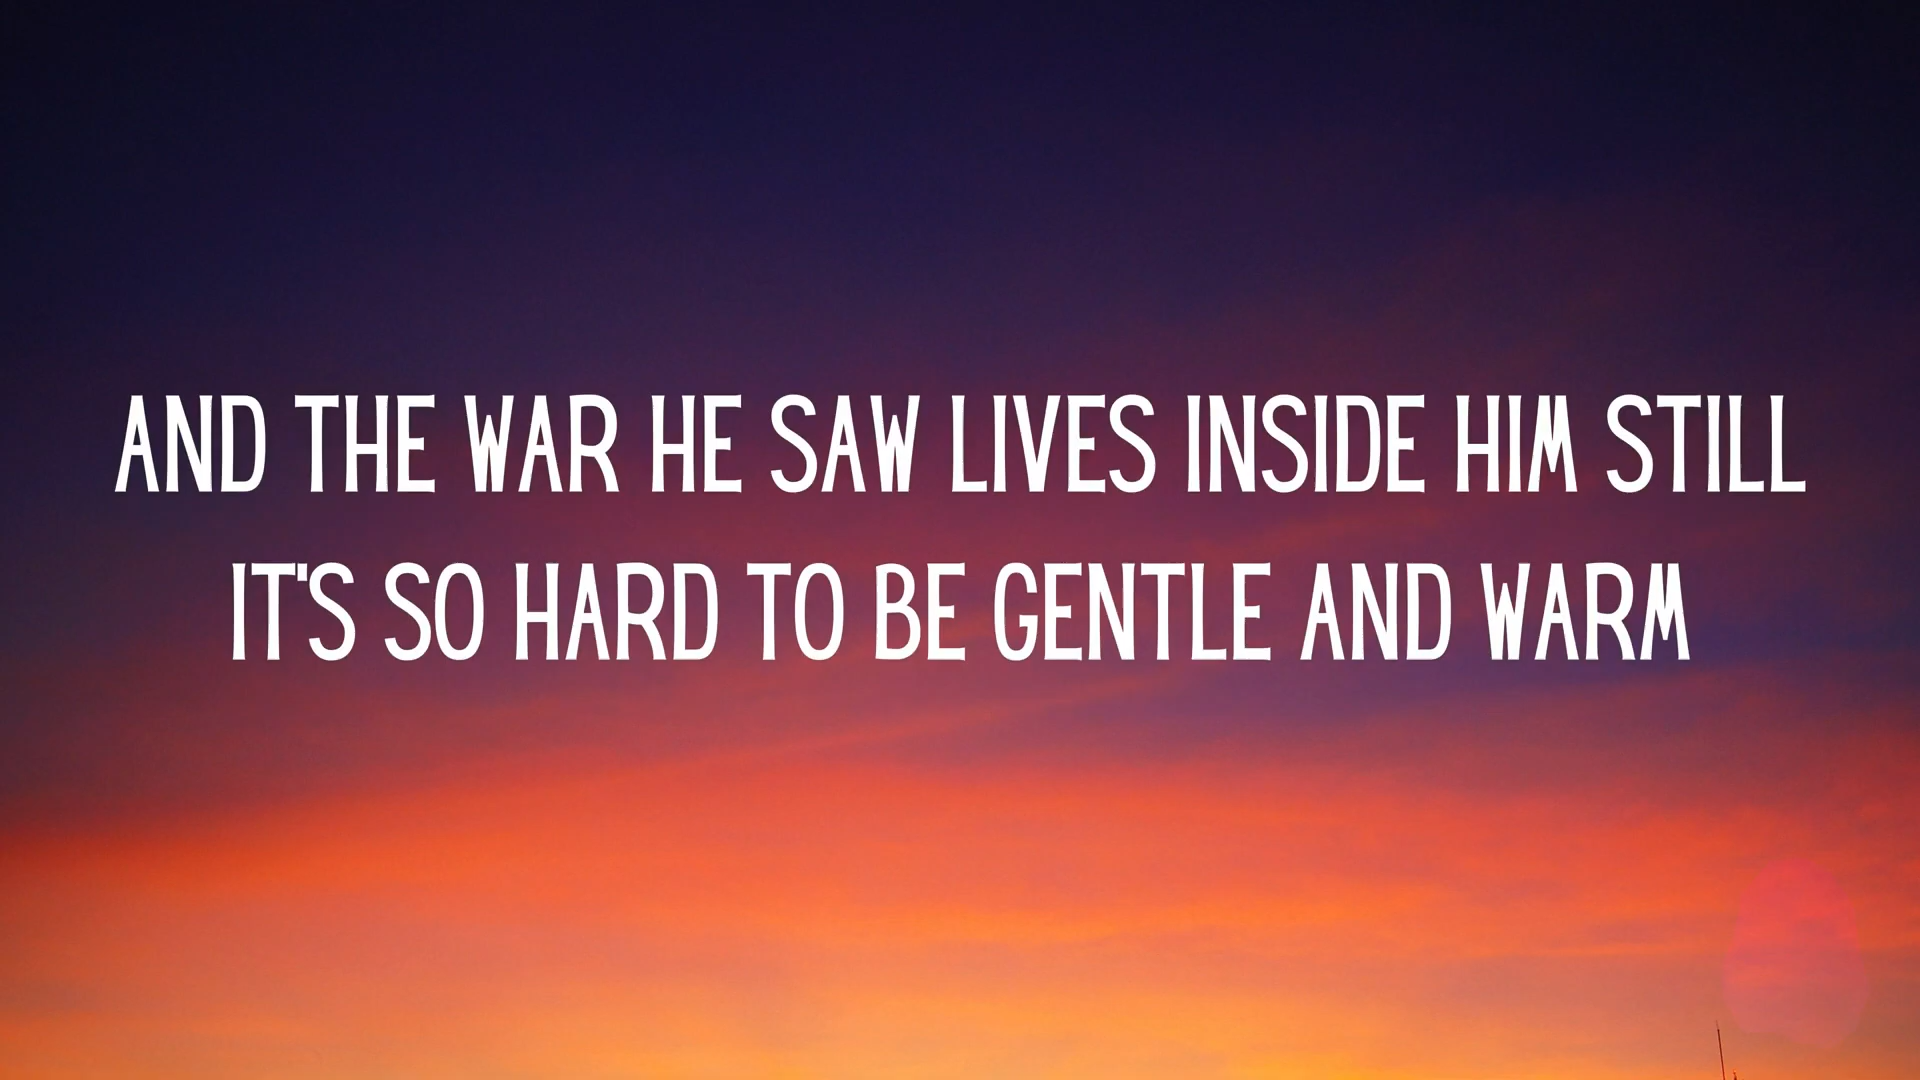 AND THE WAR HE SAW LIVES INSIDE HIM STILL
IT'S SO HARD TO BE GENTLE AND WARM